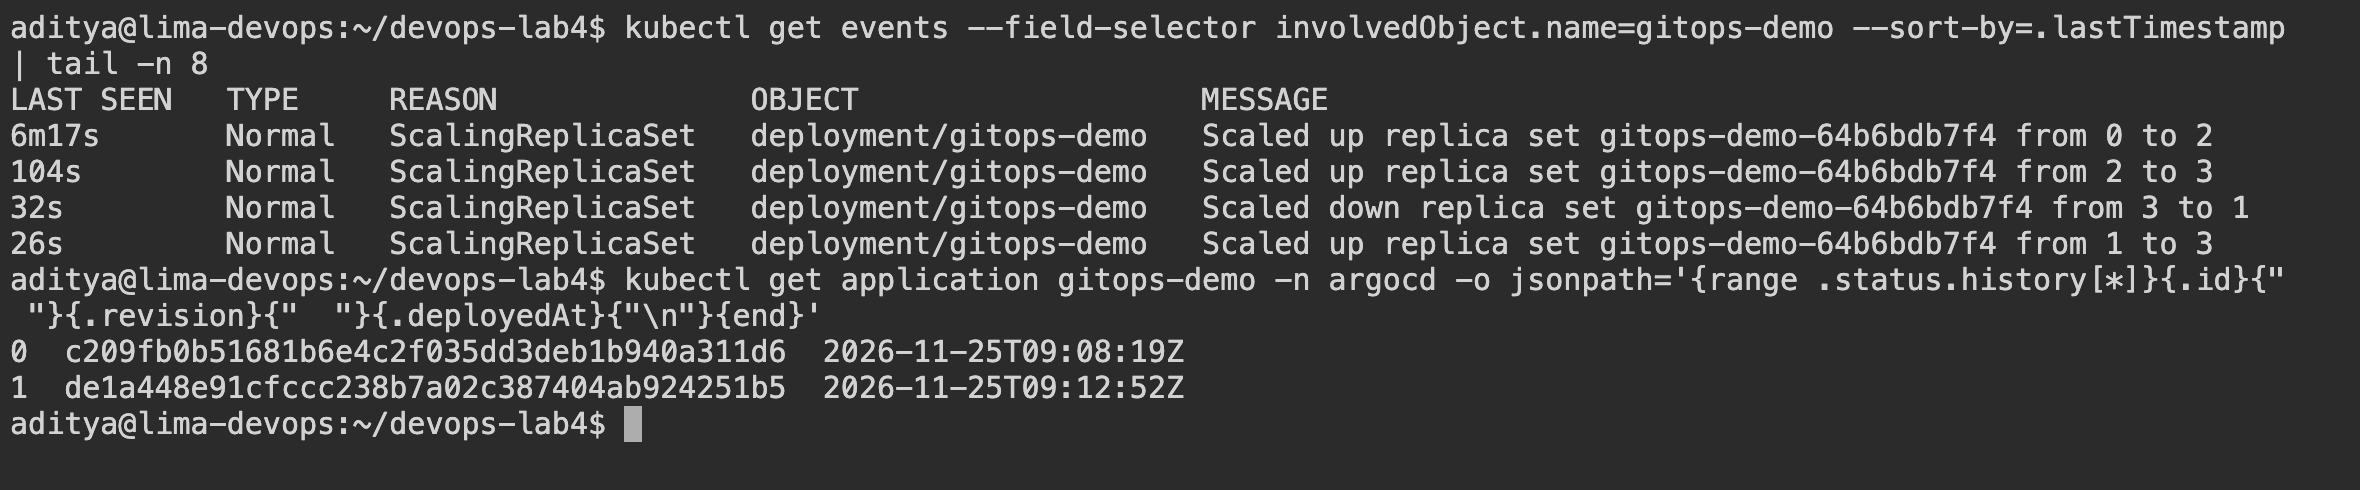 aditya@lima-devops:~/devops-lab4$ kubectl get events --field-selector involvedObject.name=gitops-demo --sort-by=.lastTimestamp
| tail -n 8
LAST SEEN   TYPE     REASON              OBJECT                   MESSAGE
6m17s       Normal   ScalingReplicaSet   deployment/gitops-demo   Scaled up replica set gitops-demo-64b6bdb7f4 from 0 to 2
104s        Normal   ScalingReplicaSet   deployment/gitops-demo   Scaled up replica set gitops-demo-64b6bdb7f4 from 2 to 3
32s         Normal   ScalingReplicaSet   deployment/gitops-demo   Scaled down replica set gitops-demo-64b6bdb7f4 from 3 to 1
26s         Normal   ScalingReplicaSet   deployment/gitops-demo   Scaled up replica set gitops-demo-64b6bdb7f4 from 1 to 3
aditya@lima-devops:~/devops-lab4$ kubectl get application gitops-demo -n argocd -o jsonpath='{range .status.history[*]}{.id}{"
 "}{.revision}{"  "}{.deployedAt}{"\n"}{end}'
0  c209fb0b51681b6e4c2f035dd3deb1b940a311d6  2026-11-25T09:08:19Z
1  de1a448e91cfccc238b7a02c387404ab924251b5  2026-11-25T09:12:52Z
aditya@lima-devops:~/devops-lab4$